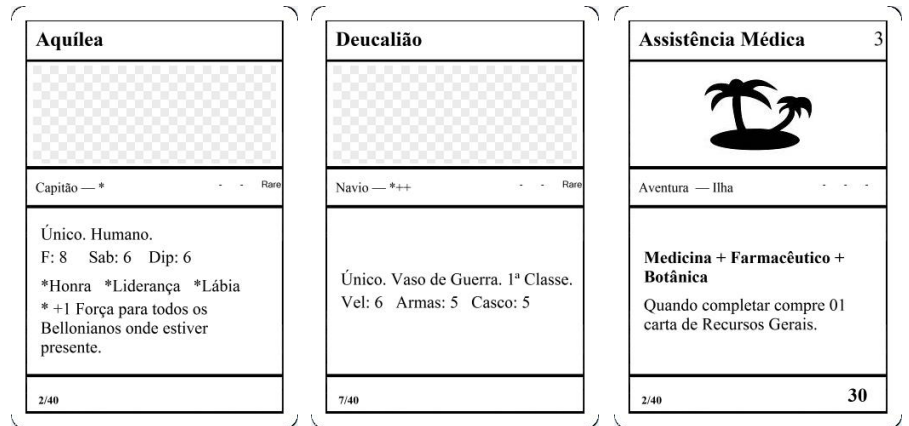 Aquílea
Capitão — * - - Rare
Único. Humano.
F: 8 Sab: 6 Dip: 6
*Honra *Liderança *Lábia
* +1 Força para todos os
Bellonianos onde estiver
presente.
2/40
Deucalião
Navio — *++ - - Rare
Único. Vaso de Guerra. 1ª Classe.
Vel: 6 Armas: 5 Casco: 5
7/40
Assistência Médica 3
Aventura — Ilha - - -
Medicina + Farmacêutico +
Botânica
Quando completar compre 01
carta de Recursos Gerais.
2/40 30